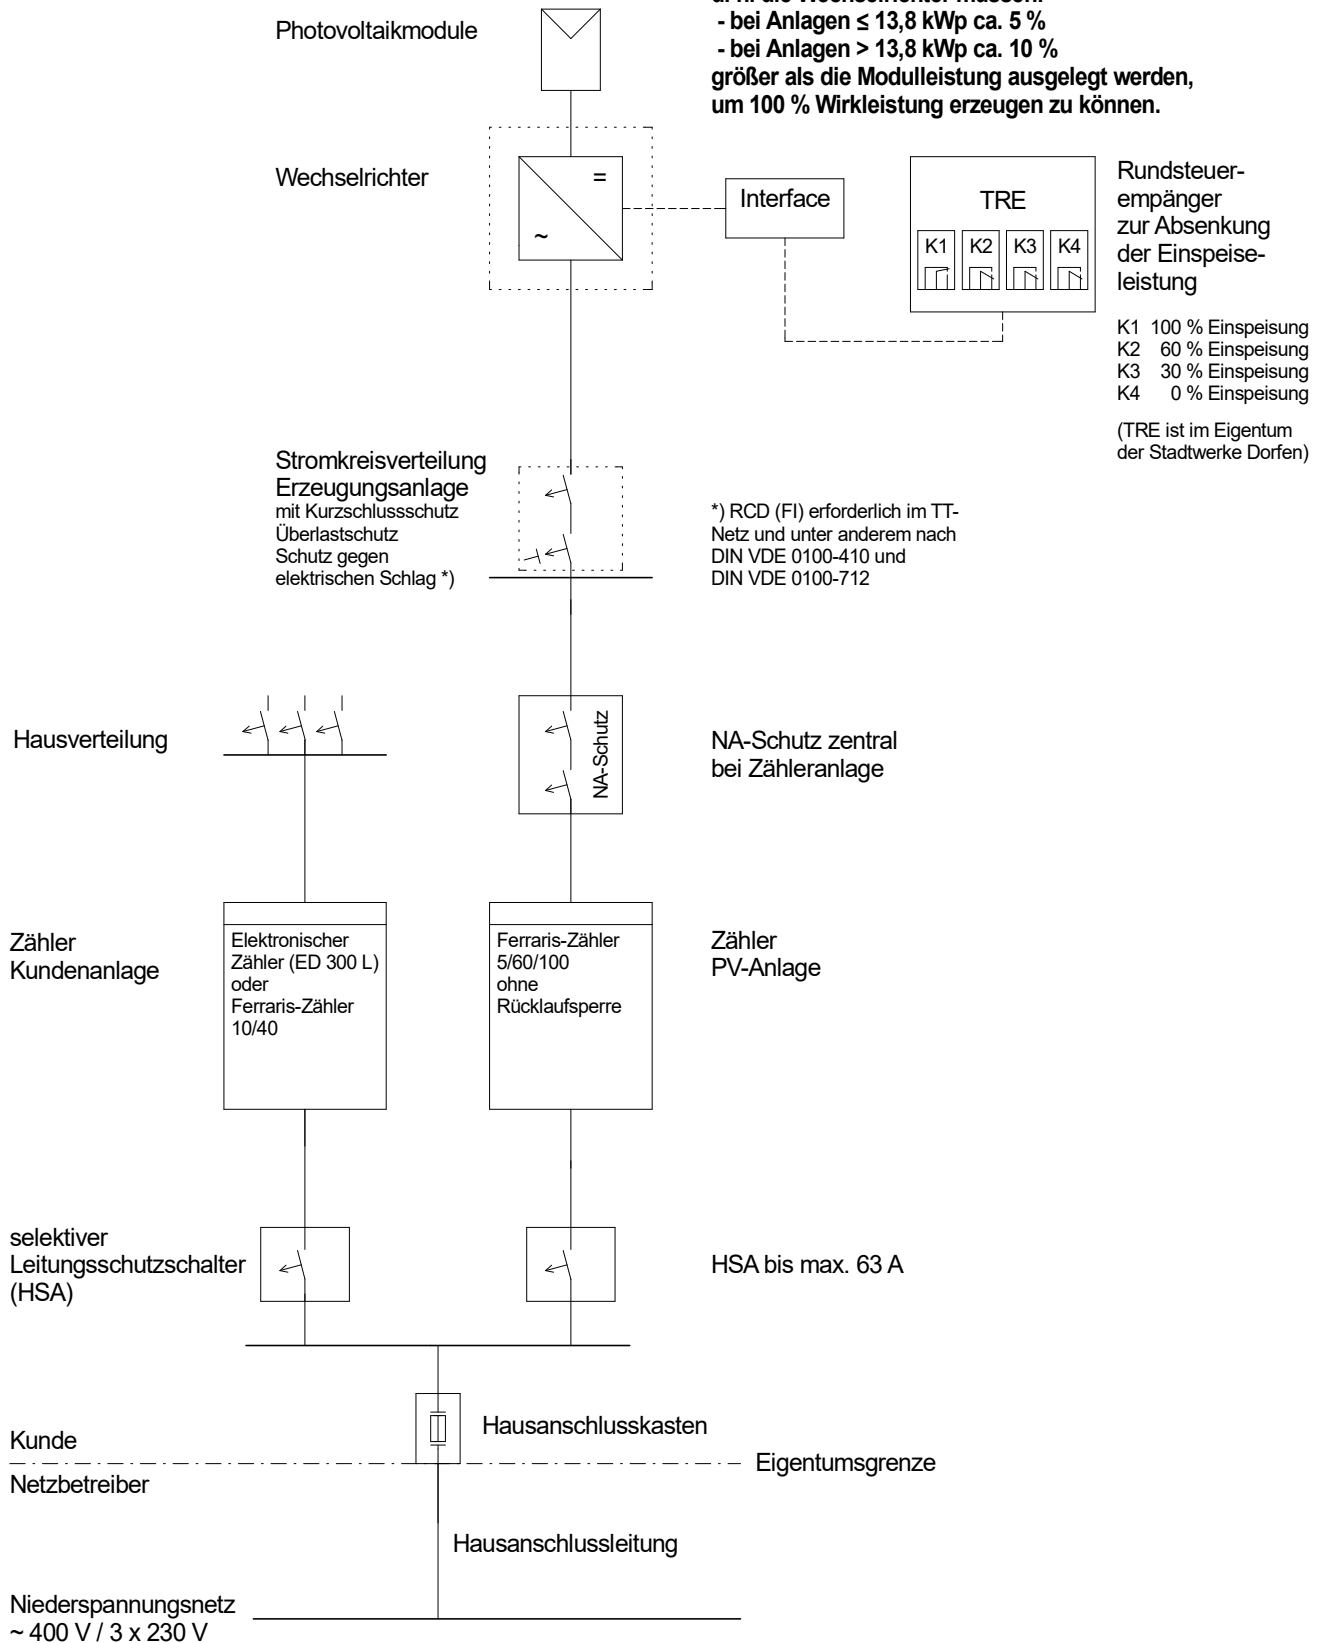 Photovoltaikmodule
- bei Anlagen ≤ 13,8 kWp ca. 5 %
- bei Anlagen > 13,8 kWp ca. 10 %
größer als die Modulleistung ausgelegt werden,
um 100 % Wirkleistung erzeugen zu können.
Wechselrichter
=
~
Interface
TRE
K1 K2 K3 K4
Rundsteuer-
empänger
zur Absenkung
der Einspeise-
leistung
K1 100 % Einspeisung
K2 60 % Einspeisung
K3 30 % Einspeisung
K4 0 % Einspeisung
(TRE ist im Eigentum
der Stadtwerke Dorfen)
Stromkreisverteilung
Erzeugungsanlage
mit Kurzschlussschutz
Überlastschutz
Schutz gegen
elektrischen Schlag *)
*) RCD (FI) erforderlich im TT-
Netz und unter anderem nach
DIN VDE 0100-410 und
DIN VDE 0100-712
Hausverteilung
NA-Schutz
NA-Schutz zentral
bei Zähleranlage
Zähler
Kundenanlage
Elektronischer
Zähler (ED 300 L)
oder
Ferraris-Zähler
10/40
Ferraris-Zähler
5/60/100
ohne
Rücklaufsperre
Zähler
PV-Anlage
selektiver
Leitungsschutzschalter
(HSA)
HSA bis max. 63 A
Hausanschlusskasten
Kunde
Eigentumsgrenze
Netzbetreiber
Hausanschlussleitung
Niederspannungsnetz
~ 400 V / 3 x 230 V